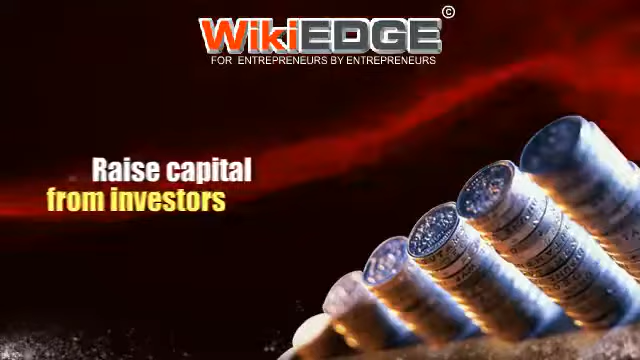 ©
WikiEDGE
FOR ENTREPRENEURS BY ENTREPRENEURS
Raise capital
from investors